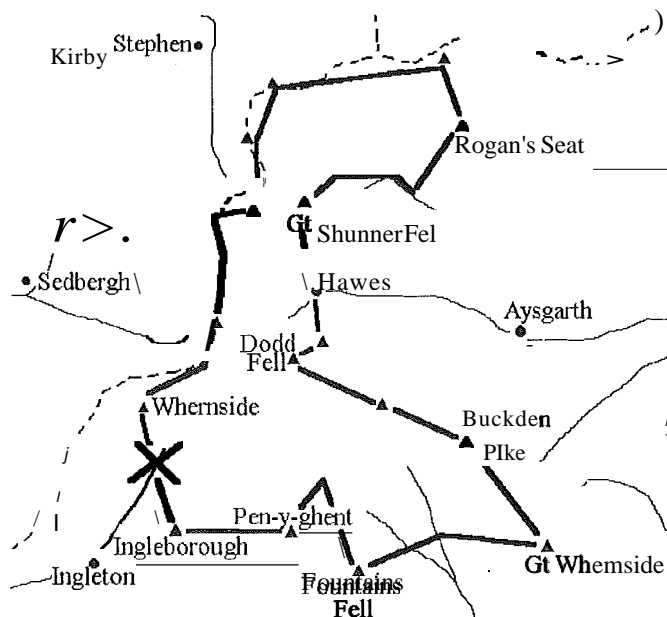 Kirby Stephen
Rogan's Seat
Gt ShunnerFel
r>.
Sedbergh
Hawes
Aysgarth
Dodd
Fell
Whernside
Buckden
PIke
Pen-y-ghent
Ingleborough
Ingleton
Fountains
Fell
Gt Whemside